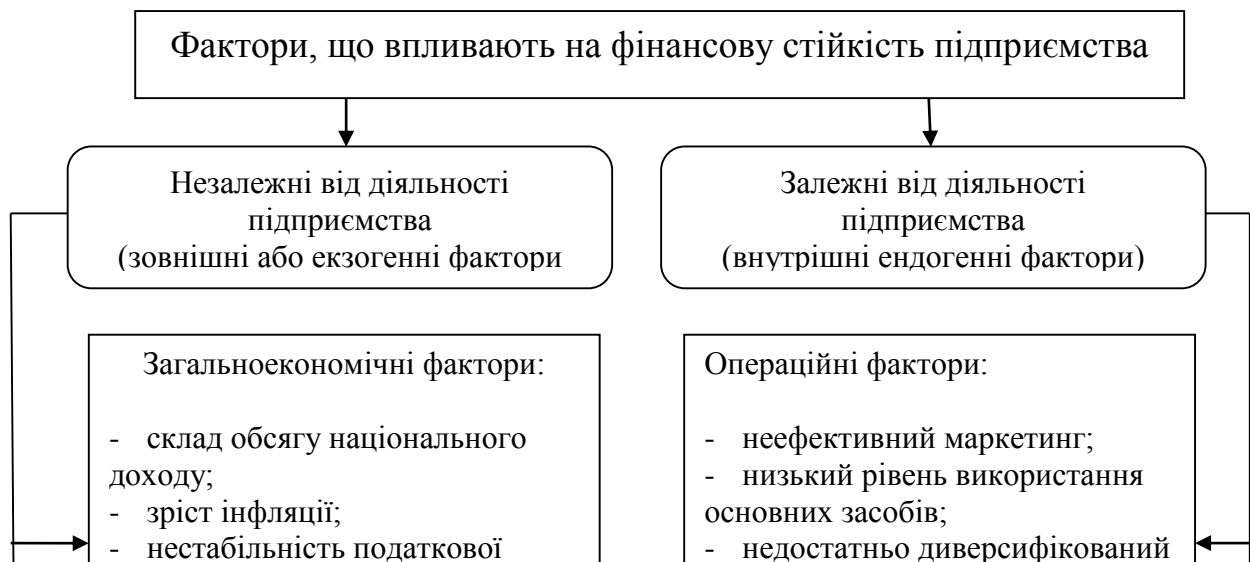 Фактори, що впливають на фінансову стійкість підприємства
Незалежні від діяльності
підприємства
(зовнішні або екзогенні фактори
Залежні від діяльності
підприємства
(внутрішні ендогенні фактори)
Загальноекономічні фактори:
- склад обсягу національного
доходу;
- зріст інфляції;
- нестабільність податкової
Операційні фактори:
- неефективний маркетинг;
- низький рівень використання
основних засобів;
- недостатньо диверсифікований